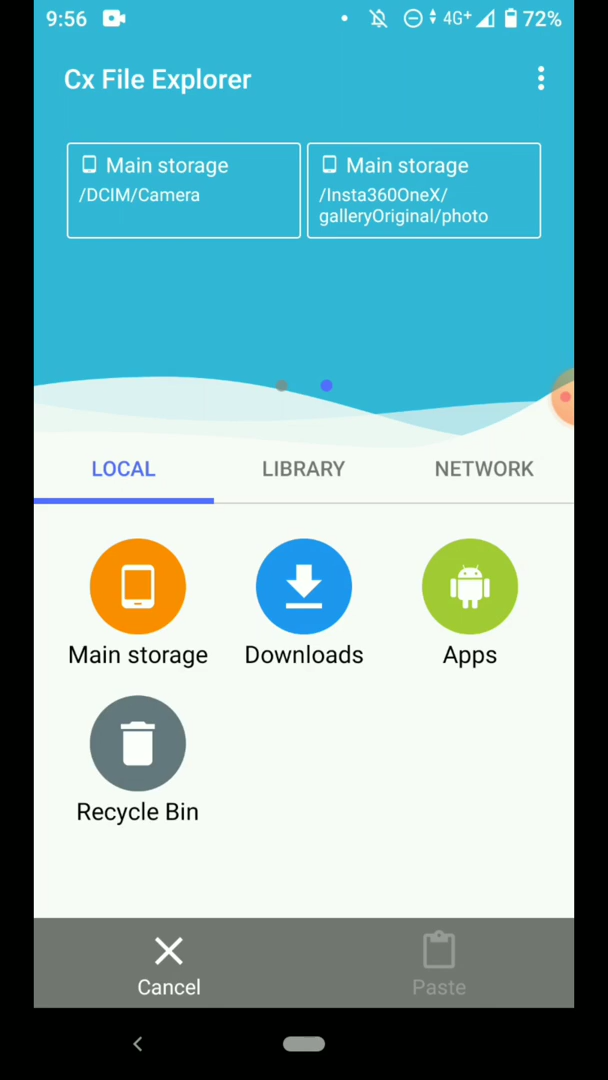 9:56
4G+
72%
Cx File Explorer
Main storage
/DCIM/Camera
Main storage
/Insta360OneX/
galleryOriginal/photo
LOCAL
LIBRARY
NETWORK
Main storage
Downloads
Apps
Recycle Bin
Cancel
Paste